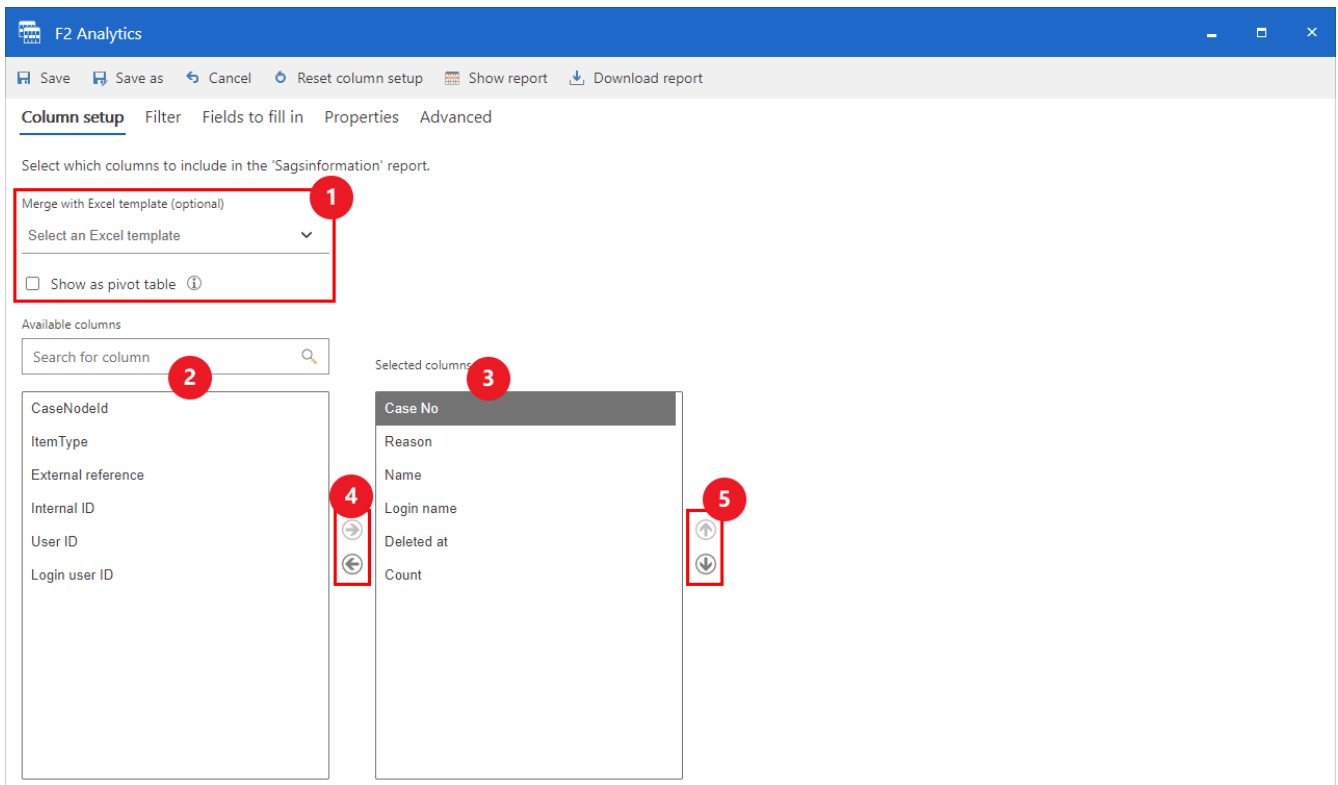 F2 Analytics
Save Save as Cancel Reset column setup Show report Download report
Column setup Filter Fields to fill in Properties Advanced
Select which columns to include in the 'Sagsinformation' report.
1
Merge with Excel template (optional)
Select an Excel template
Show as pivot table
Available columns
Search for column
2
CaseNodeId
ItemType
External reference
Internal ID
User ID
Login user ID
4
Selected columns
3
Case No
Reason
Name
Login name
Deleted at
Count
5